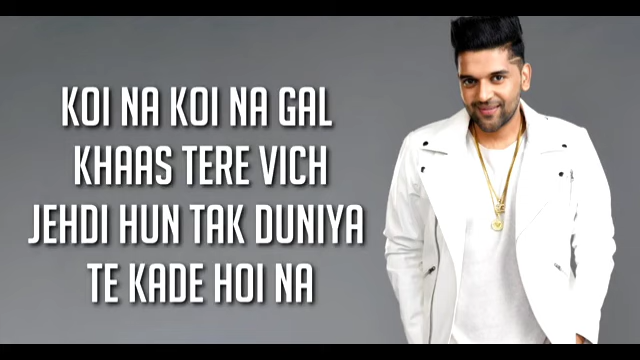 KOI NA KOI NA GAL
KHAAS TERE VICH
JEHDI HUN TAK DUNIYA
TE KADE HOI NA